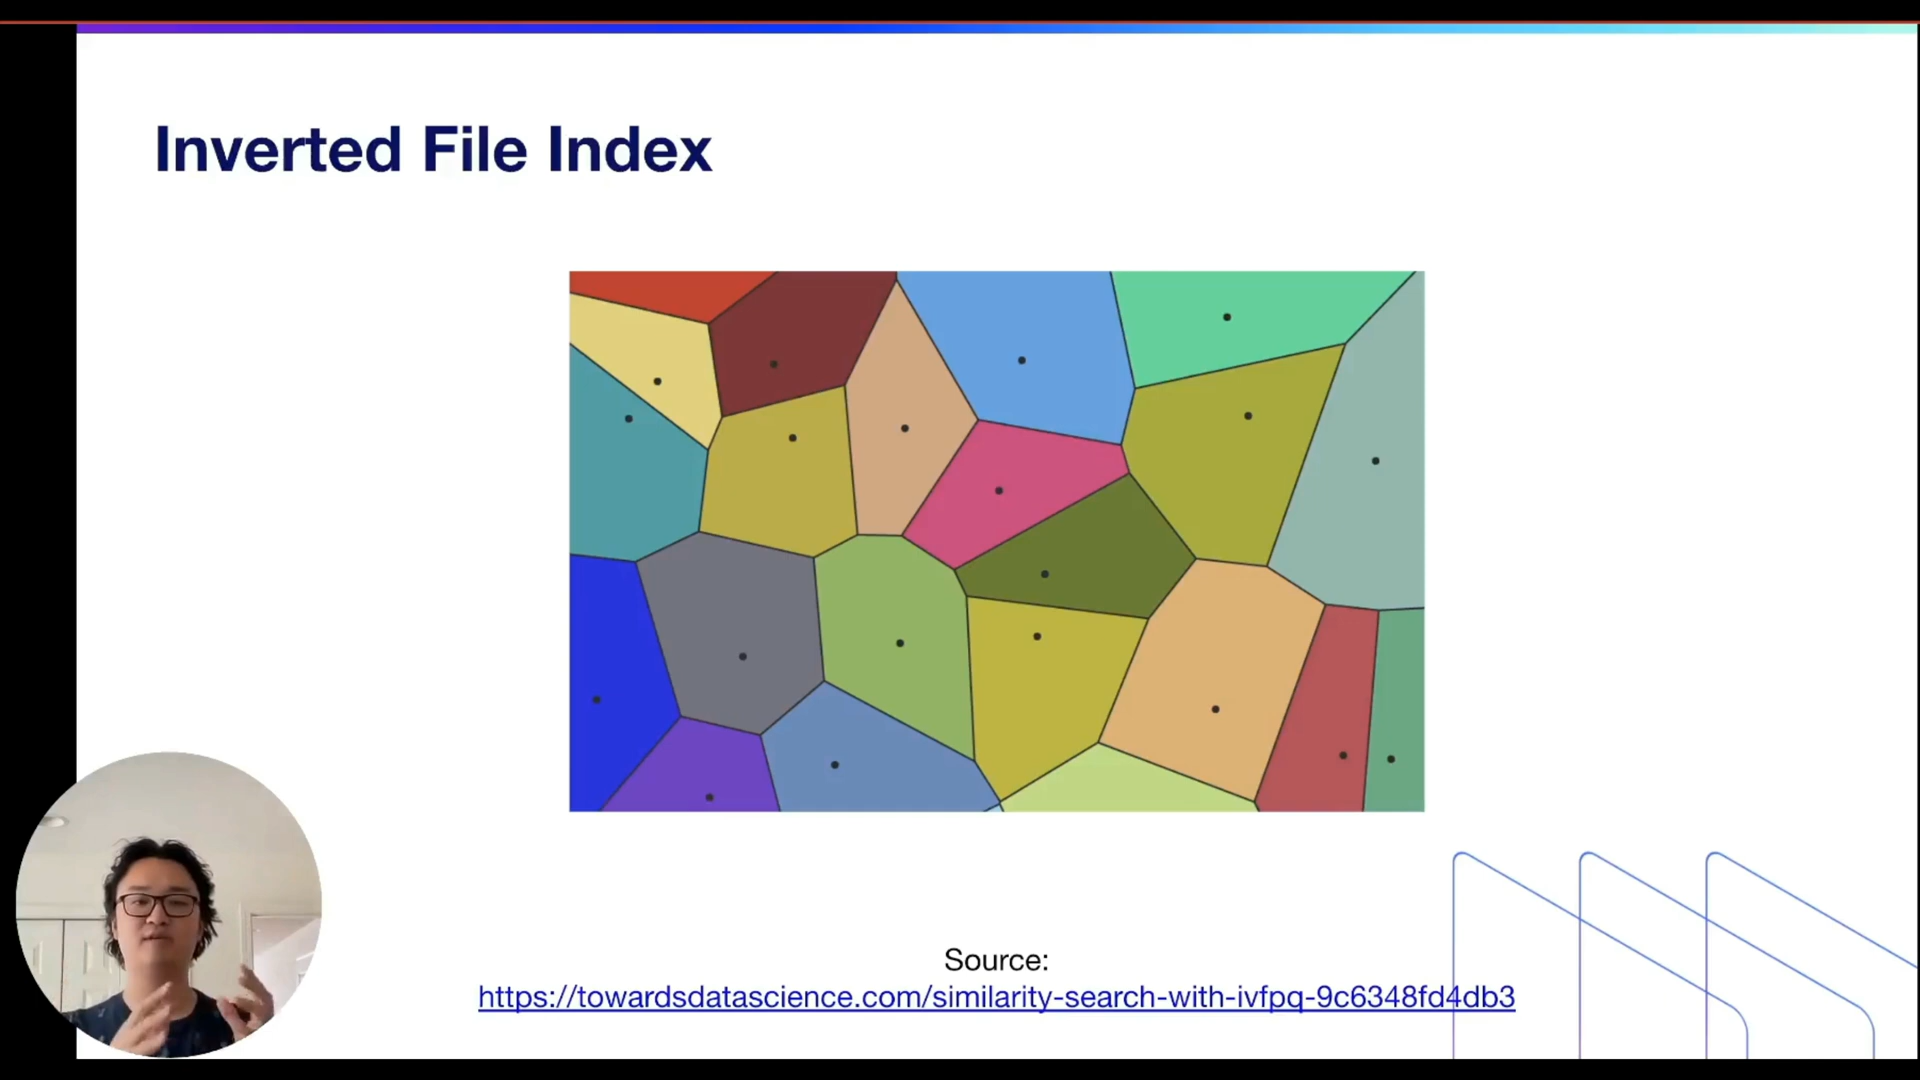 Inverted File Index
Source:
https://towardsdatascience.com/similarity-search-with-ivfpq-9c6348fd4db3